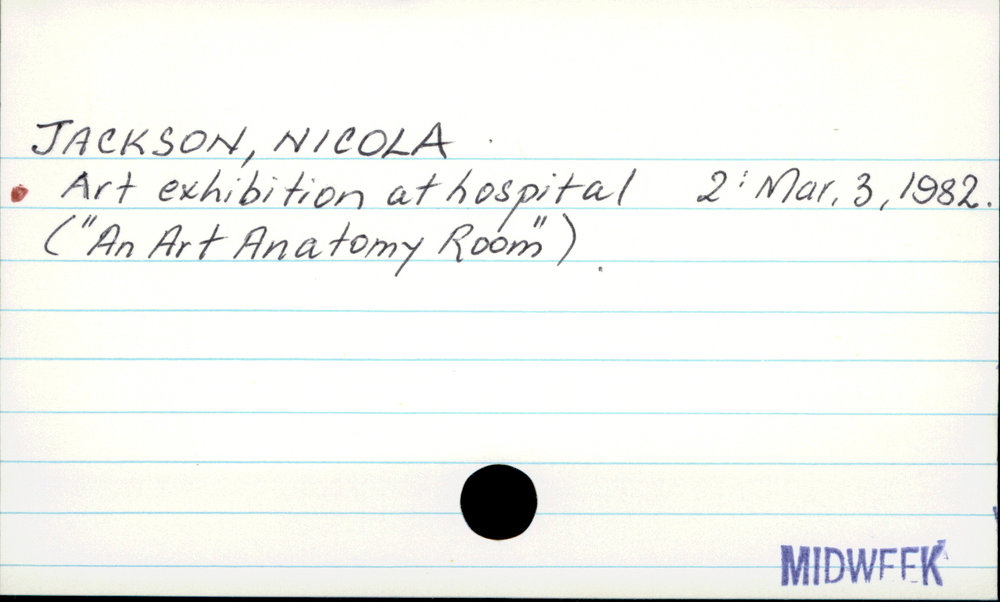 JACKSON, NICOLA
Art exhibition at hospital 2: Mar. 3, 1982.
("An Art Anatomy Room").
MIDWEEK